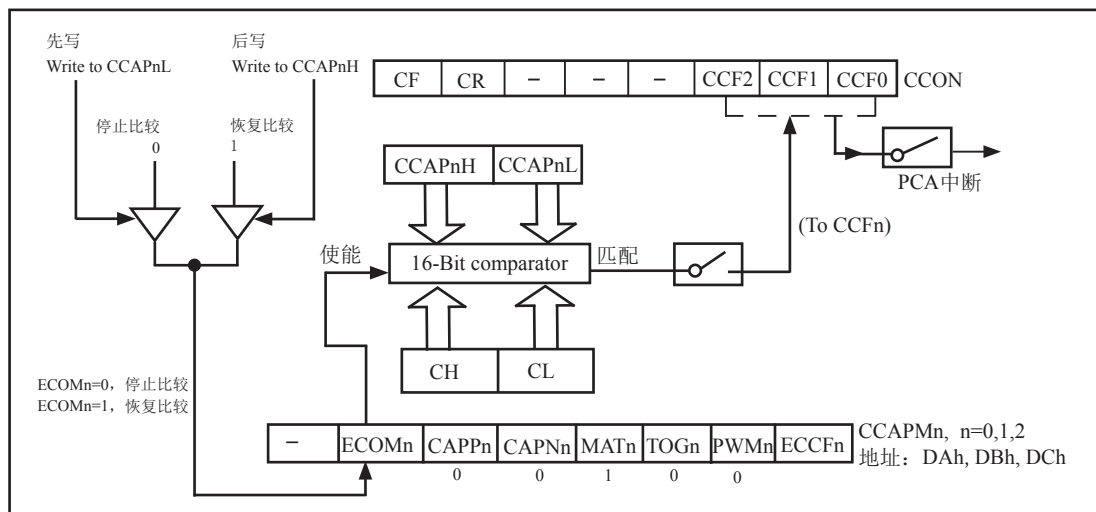 先写
Write to CCAPnL
后写
Write to CCAPnH
CF CR − − − CCF2 CCF1 CCF0 CCON
停止比较
0
恢复比较
1
CCAPnH CCAPnL
PCA中断
(To CCFn)
使能
16-Bit comparator
匹配
CH CL
ECOMn=0，停止比较
ECOMn=1，恢复比较
− ECOMn CAPPn CAPNn MATn TOGn PWMn ECCFn
CCAPMn, n=0,1,2
地址：DAh, DBh, DCh
0 0 1 0 0